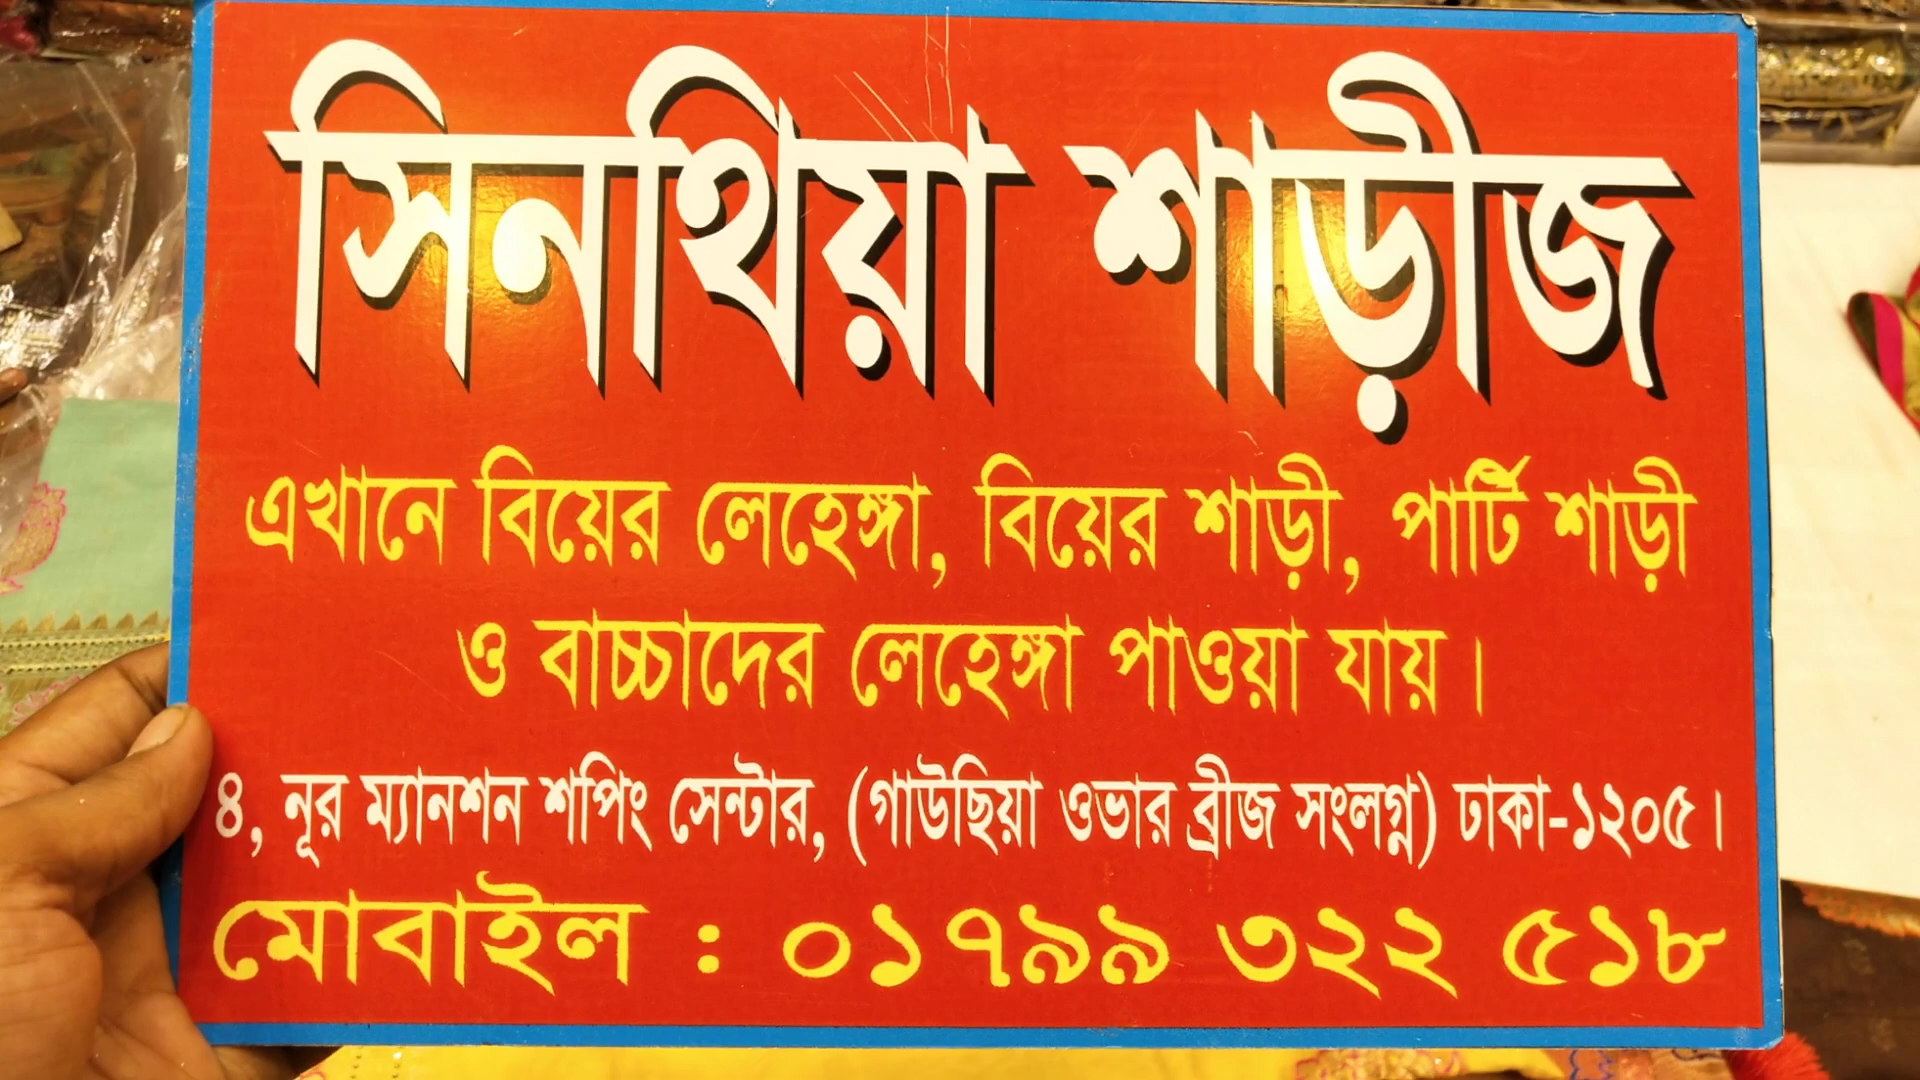 সিনথিয়া শাড়ীজ
এখানে বিয়ের লেহেঙ্গা, বিয়ের শাড়ী, পার্টি শাড়ী
ও বাচ্চাদের লেহেঙ্গা পাওয়া যায়।
৪, নূর ম্যানশন শপিং সেন্টার, (গাউছিয়া ওভার ব্রীজ সংলগ্ন) ঢাকা-১২০৫।
মোবাইল : ০১৭৯৯ ৩২২ ৫১৮